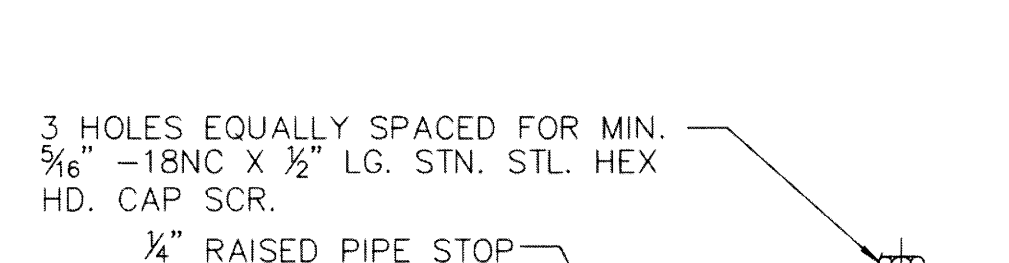 3 HOLES EQUALLY SPACED FOR MIN.
5/16" -18NC X 1/2" LG. STN. STL. HEX
HD. CAP SCR.
1/4" RAISED PIPE STOP